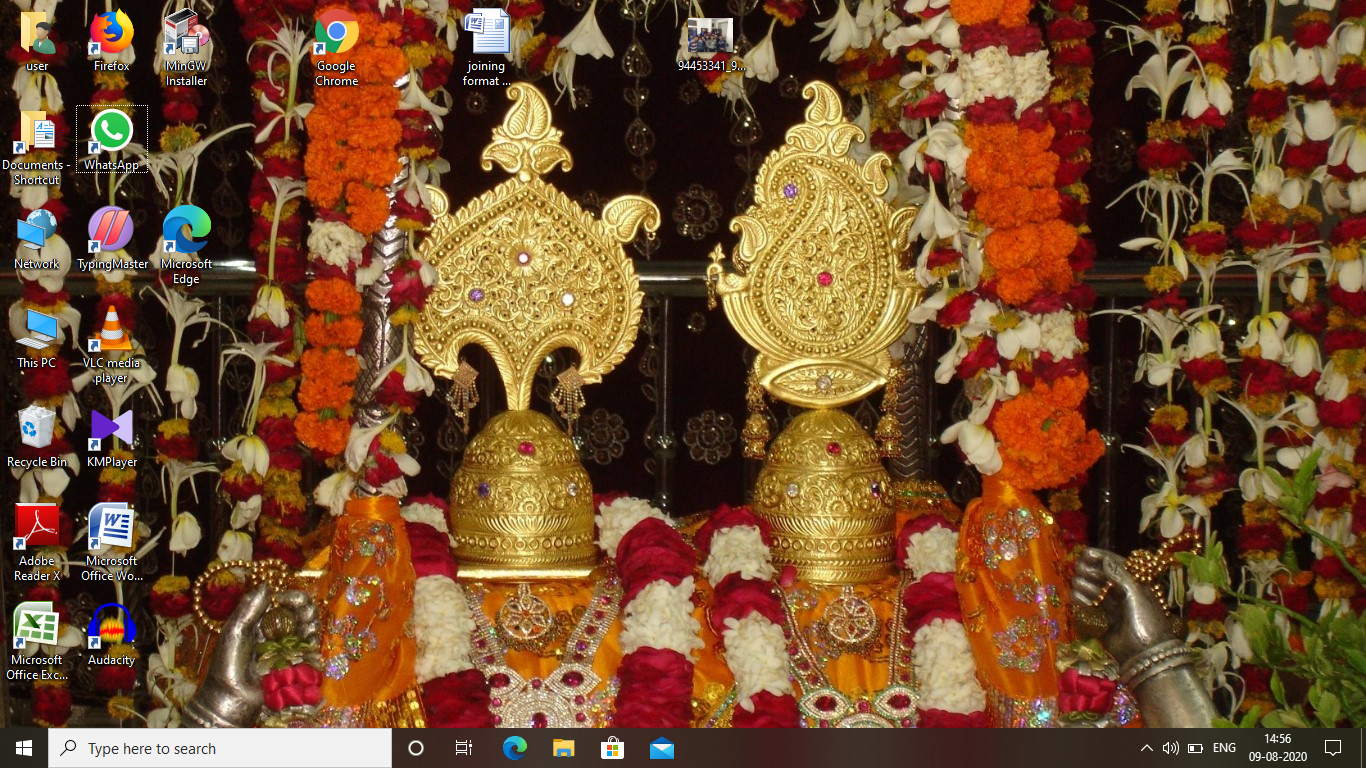 user
Firefox
MinGW
Installer
Google
Chrome
joining
format ...
94453341_9...
Documents -
Shortcut
WhatsApp
Network
TypingMaster
Microsoft
Edge
This PC
VLC media
player
Recycle Bin
KMPlayer
Adobe
Reader X
Microsoft
Office Wo...
Microsoft
Office Exc...
Audacity
Type here to search
ENG
14:56
09-08-2020